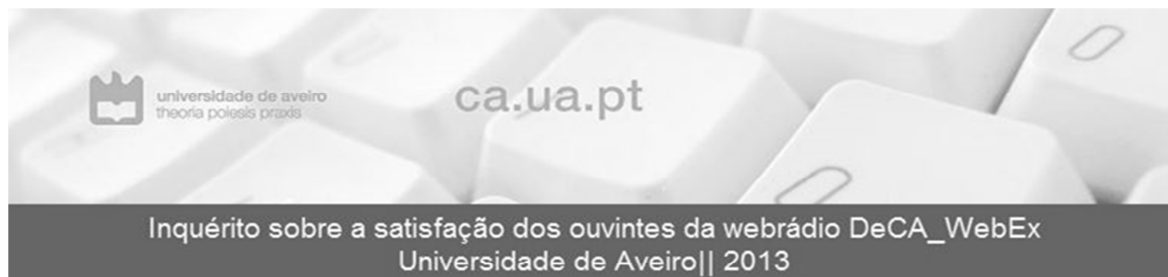 universidade de aveiro
theoria poiesis praxis
ca.ua.pt
Inquérito sobre a satisfação dos ouvintes da webrádio DeCA_WebEx
Universidade de Aveiro|| 2013